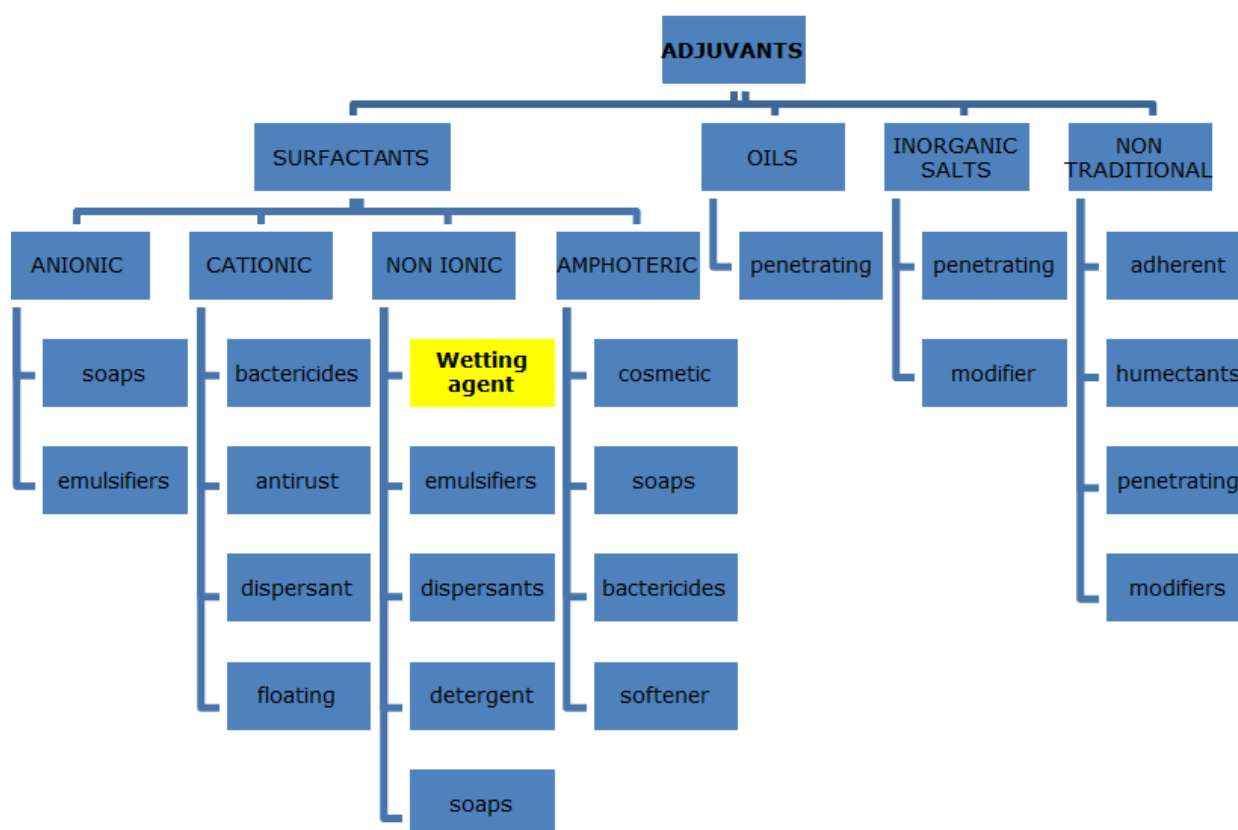 ADJUVANTS
SURFACTANTS
OILS
INORGANIC
SALTS
NON
TRADITIONAL
ANIONIC
CATIONIC
NON IONIC
AMPHOTERIC
penetrating
penetrating
adherent
soaps
bactericides
Wetting
agent
cosmetic
modifier
humectants
emulsifiers
antirust
emulsifiers
soaps
penetrating
dispersant
dispersants
bactericides
modifiers
floating
detergent
softener
soaps